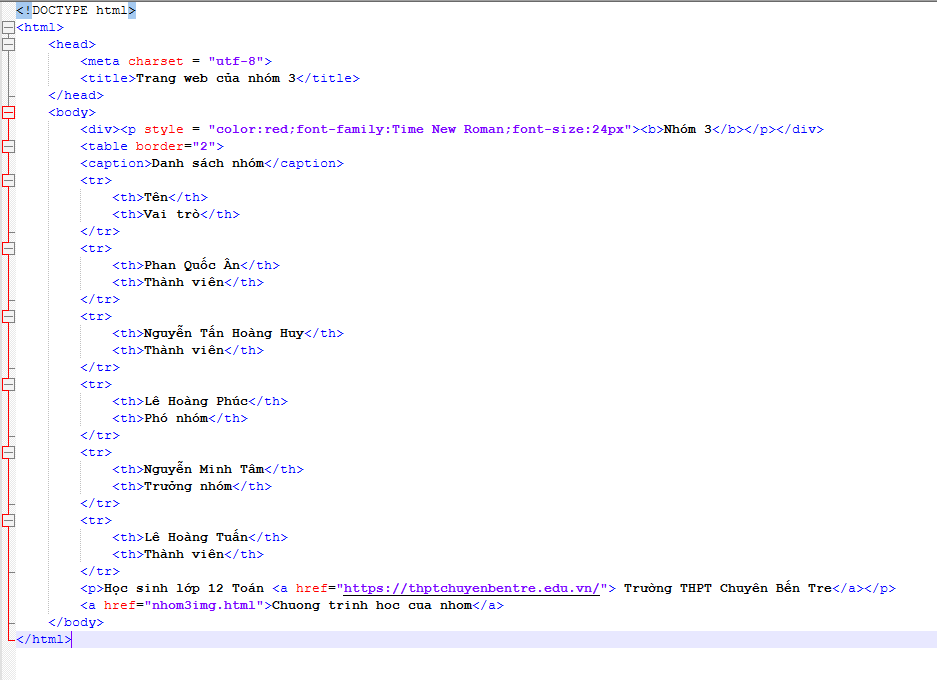 <!DOCTYPE html>
<html>
    <head>
        <meta charset = "utf-8">
        <title>Trang web của nhóm 3</title>
    </head>
    <body>
        <div><p style = "color:red;font-family:Time New Roman;font-size:24px"><b>Nhóm 3</b></p></div>
        <table border="2">
        <caption>Danh sách nhóm</caption>
        <tr>
            <th>Tên</th>
            <th>Vai trò</th>
        </tr>
        <tr>
            <th>Phan Quốc Ân</th>
            <th>Thành viên</th>
        </tr>
        <tr>
            <th>Nguyễn Tấn Hoàng Huy</th>
            <th>Thành viên</th>
        </tr>
        <tr>
            <th>Lê Hoàng Phúc</th>
            <th>Phó nhóm</th>
        </tr>
        <tr>
            <th>Nguyễn Minh Tâm</th>
            <th>Trưởng nhóm</th>
        </tr>
        <tr>
            <th>Lê Hoàng Tuấn</th>
            <th>Thành viên</th>
        </tr>
        <p>Học sinh lớp 12 Toán <a href="https://thptchuyenbentre.edu.vn/"> Trường THPT Chuyên Bến Tre</a></p>
        <a href="nhom3img.html">Chuong trinh hoc cua nhom</a>
    </body>
</html>